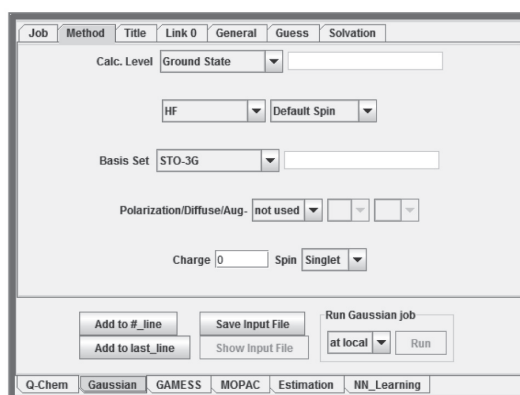 Job Method Title Link 0 General Guess Solvation
Calc. Level Ground State
HF Default Spin
Basis Set STO-3G
Polarization/Diffuse/Aug- not used
Charge 0 Spin Singlet
Run Gaussian job
Add to #_line Save Input File
at local Run
Add to last_line Show Input File
Q-Chem Gaussian GAMESS MOPAC Estimation NN_Learning